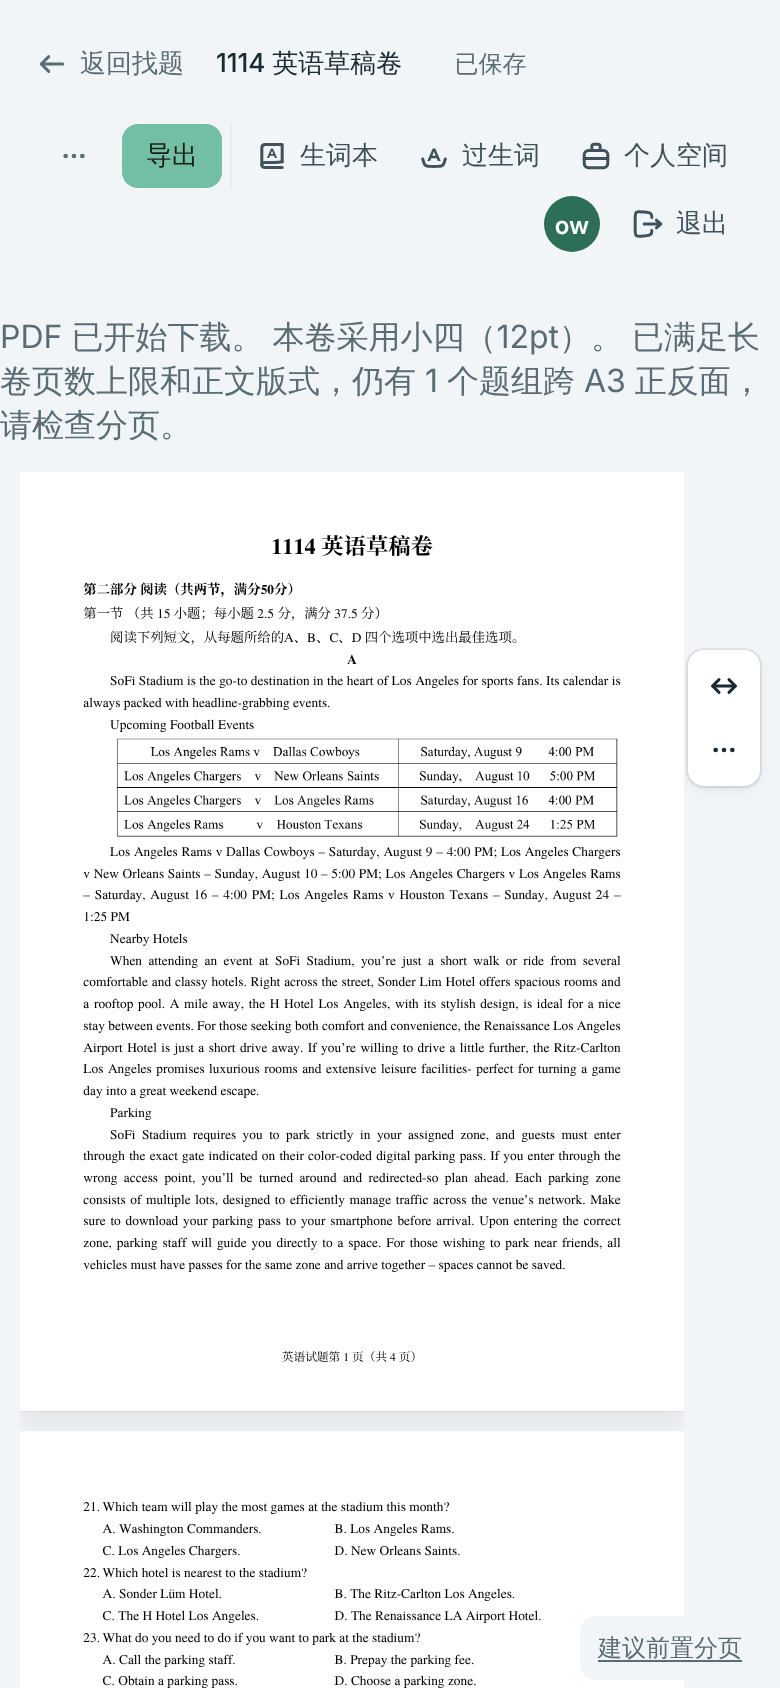 返回找题 1114 英语草稿卷 已保存
导出 生词本 过生词 个人空间
ow 退出
PDF 已开始下载。 本卷采用小四（12pt）。 已满足长
卷页数上限和正文版式，仍有 1 个题组跨 A3 正反面，
请检查分页。
1114 英语草稿卷
第二部分 阅读（共两节，满分50分）
第一节 （共 15 小题；每小题 2.5 分，满分 37.5 分）
阅读下列短文，从每题所给的A、B、C、D 四个选项中选出最佳选项。
A
SoFi Stadium is the go-to destination in the heart of Los Angeles for sports fans. Its calendar is
always packed with headline-grabbing events.
Upcoming Football Events
Los Angeles Rams v Dallas Cowboys Saturday, August 9 4:00 PM
Los Angeles Chargers v New Orleans Saints Sunday, August 10 5:00 PM
Los Angeles Chargers v Los Angeles Rams Saturday, August 16 4:00 PM
Los Angeles Rams v Houston Texans Sunday, August 24 1:25 PM
Los Angeles Rams v Dallas Cowboys – Saturday, August 9 – 4:00 PM; Los Angeles Chargers
v New Orleans Saints – Sunday, August 10 – 5:00 PM; Los Angeles Chargers v Los Angeles Rams
– Saturday, August 16 – 4:00 PM; Los Angeles Rams v Houston Texans – Sunday, August 24 –
1:25 PM
Nearby Hotels
When attending an event at SoFi Stadium, you’re just a short walk or ride from several
comfortable and classy hotels. Right across the street, Sonder Lim Hotel offers spacious rooms and
a rooftop pool. A mile away, the H Hotel Los Angeles, with its stylish design, is ideal for a nice
stay between events. For those seeking both comfort and convenience, the Renaissance Los Angeles
Airport Hotel is just a short drive away. If you’re willing to drive a little further, the Ritz-Carlton
Los Angeles promises luxurious rooms and extensive leisure facilities- perfect for turning a game
day into a great weekend escape.
Parking
SoFi Stadium requires you to park strictly in your assigned zone, and guests must enter
through the exact gate indicated on their color-coded digital parking pass. If you enter through the
wrong access point, you’ll be turned around and redirected-so plan ahead. Each parking zone
consists of multiple lots, designed to efficiently manage traffic across the venue’s network. Make
sure to download your parking pass to your smartphone before arrival. Upon entering the correct
zone, parking staff will guide you directly to a space. For those wishing to park near friends, all
vehicles must have passes for the same zone and arrive together – spaces cannot be saved.
英语试题第 1 页（共 4 页）
21. Which team will play the most games at the stadium this month?
A. Washington Commanders. B. Los Angeles Rams.
C. Los Angeles Chargers. D. New Orleans Saints.
22. Which hotel is nearest to the stadium?
A. Sonder Lüm Hotel. B. The Ritz-Carlton Los Angeles.
C. The H Hotel Los Angeles. D. The Renaissance LA Airport Hotel.
23. What do you need to do if you want to park at the stadium?
A. Call the parking staff. B. Prepay the parking fee.
C. Obtain a parking pass. D. Choose a parking zone.
建议前置分页